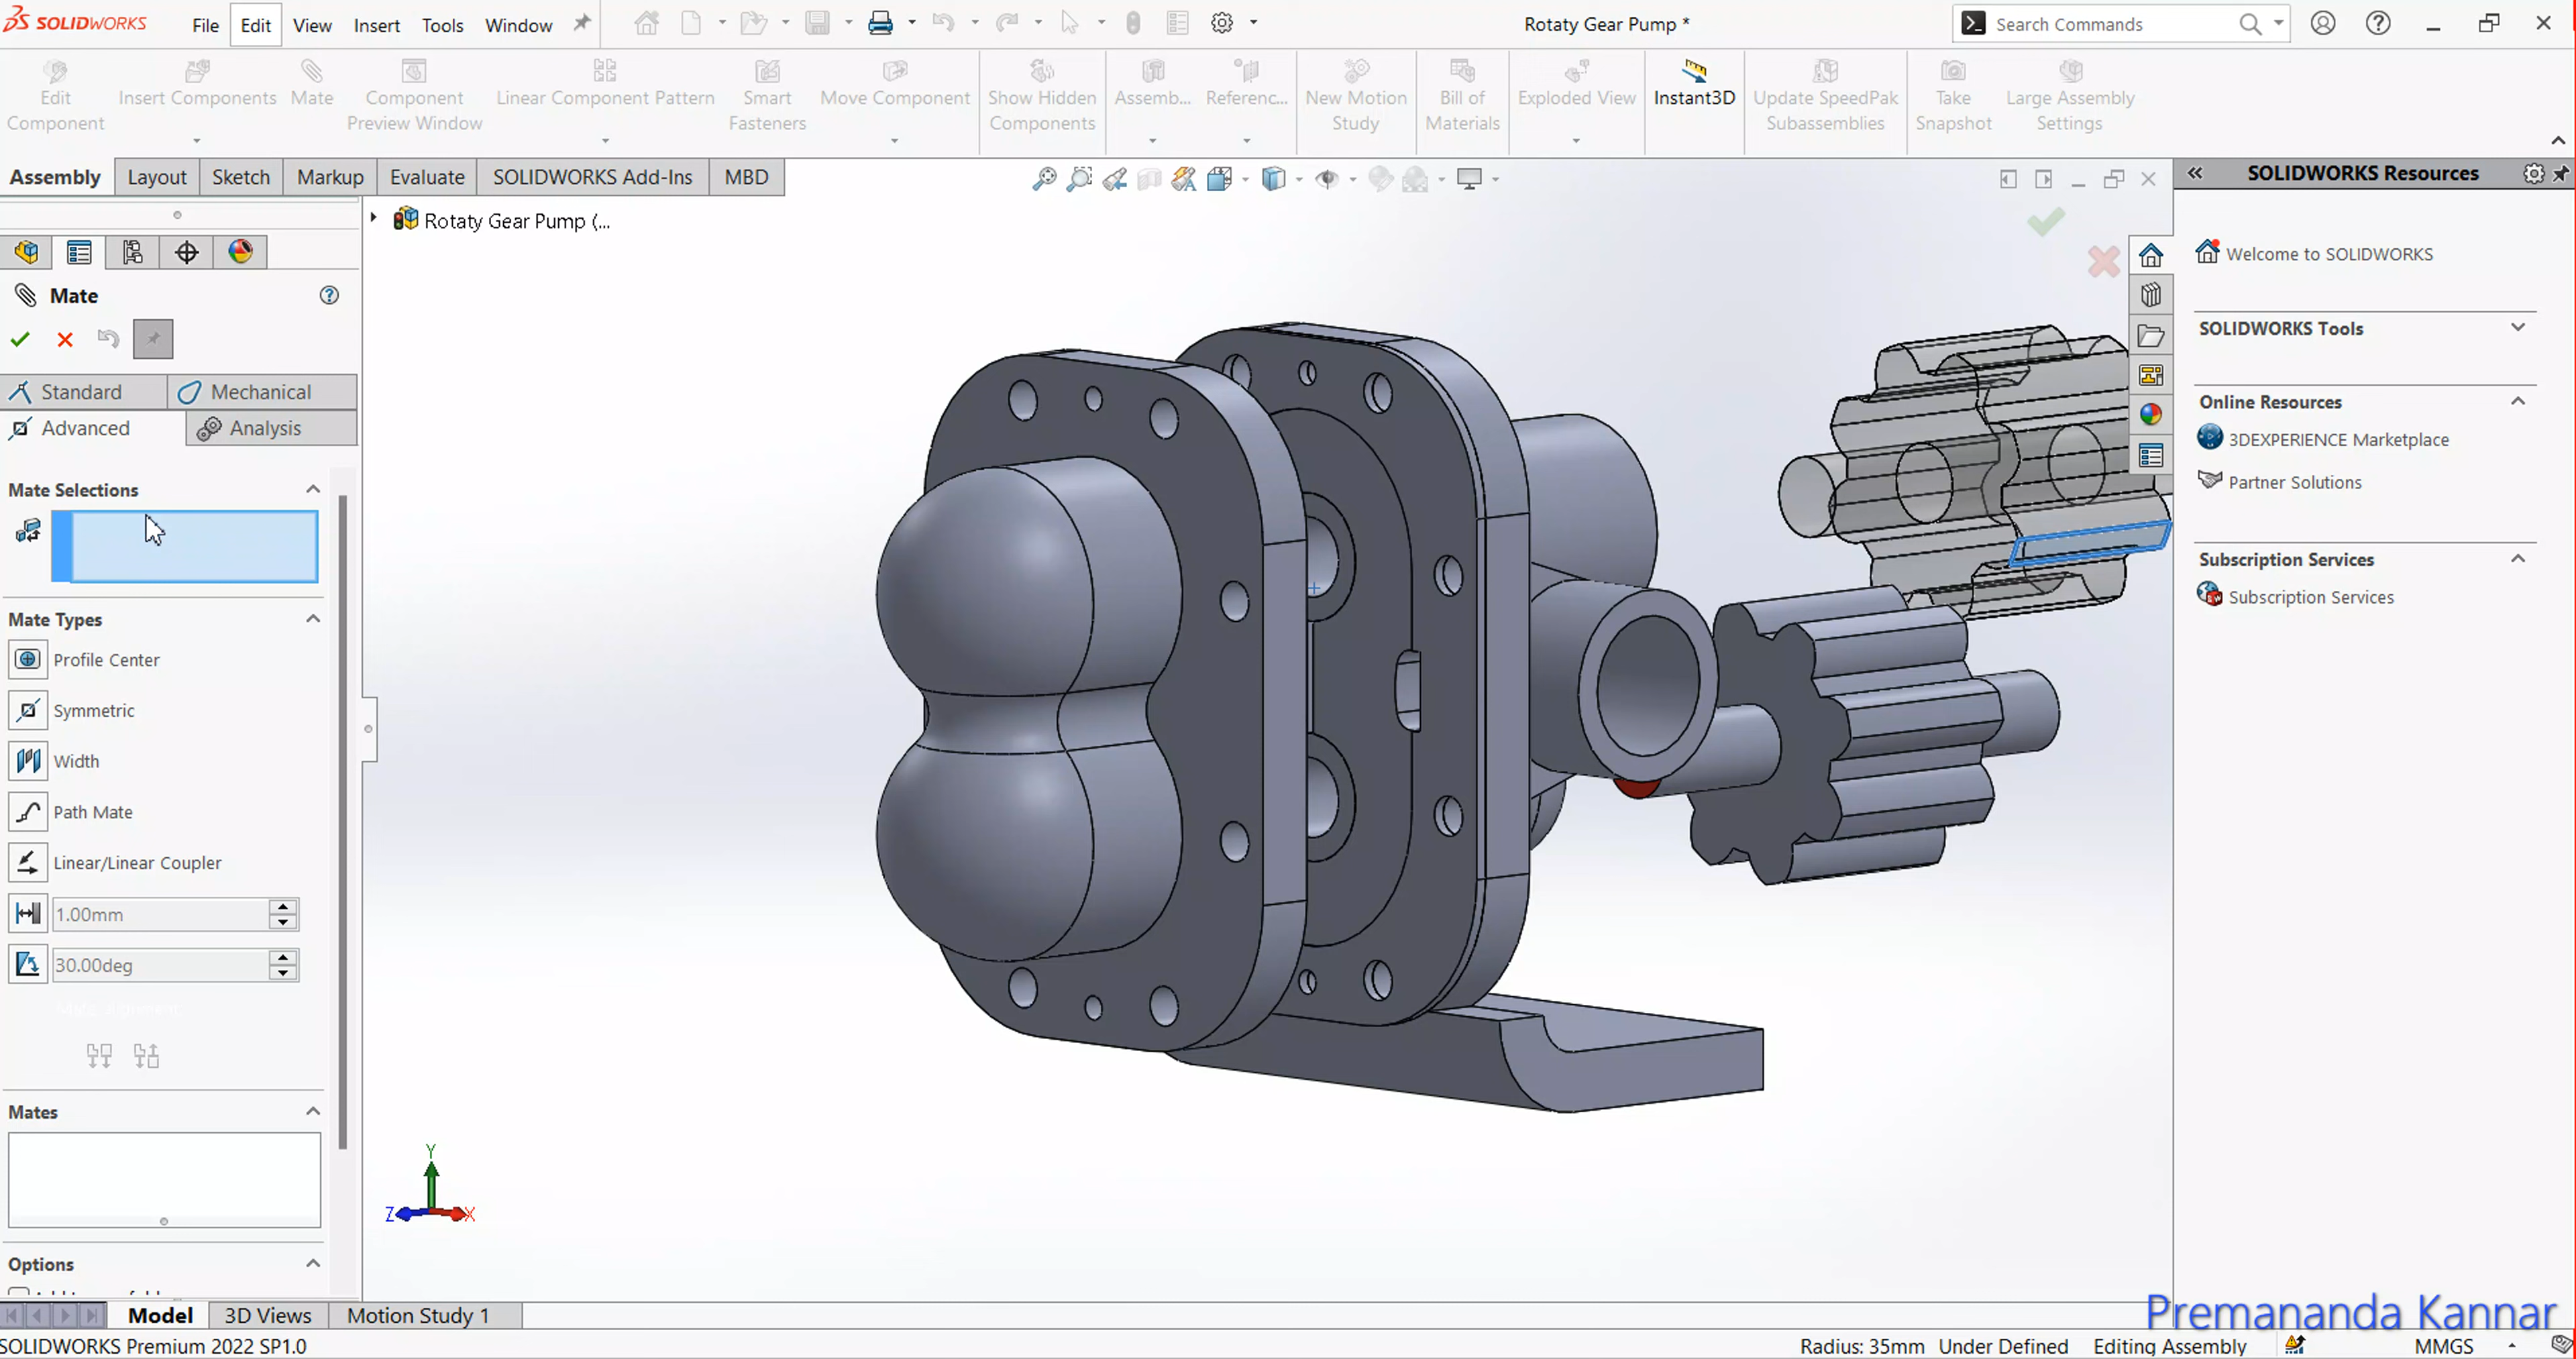 SOLIDWORKS File Edit View Insert Tools Window Rotaty Gear Pump * Search Commands
Edit Component Insert Components Mate Component Preview Window Linear Component Pattern Smart Fasteners Move Component Show Hidden Components Assemb... Referenc... New Motion Study Bill of Materials Exploded View Instant3D Update SpeedPak Subassemblies Take Snapshot Large Assembly Settings
Assembly Layout Sketch Markup Evaluate SOLIDWORKS Add-Ins MBD
SOLIDWORKS Resources
Rotaty Gear Pump (...
Welcome to SOLIDWORKS
SOLIDWORKS Tools
Online Resources
3DEXPERIENCE Marketplace
Partner Solutions
Subscription Services
Subscription Services
Mate
Standard Mechanical
Advanced Analysis
Mate Selections
Mate Types
Profile Center
Symmetric
Width
Path Mate
Linear/Linear Coupler
1.00mm
30.00deg
Mates
Options
Y
Z X
Model 3D Views Motion Study 1
Premananda Kannar
SOLIDWORKS Premium 2022 SP1.0 Radius: 35mm Under Defined Editing Assembly MMGS